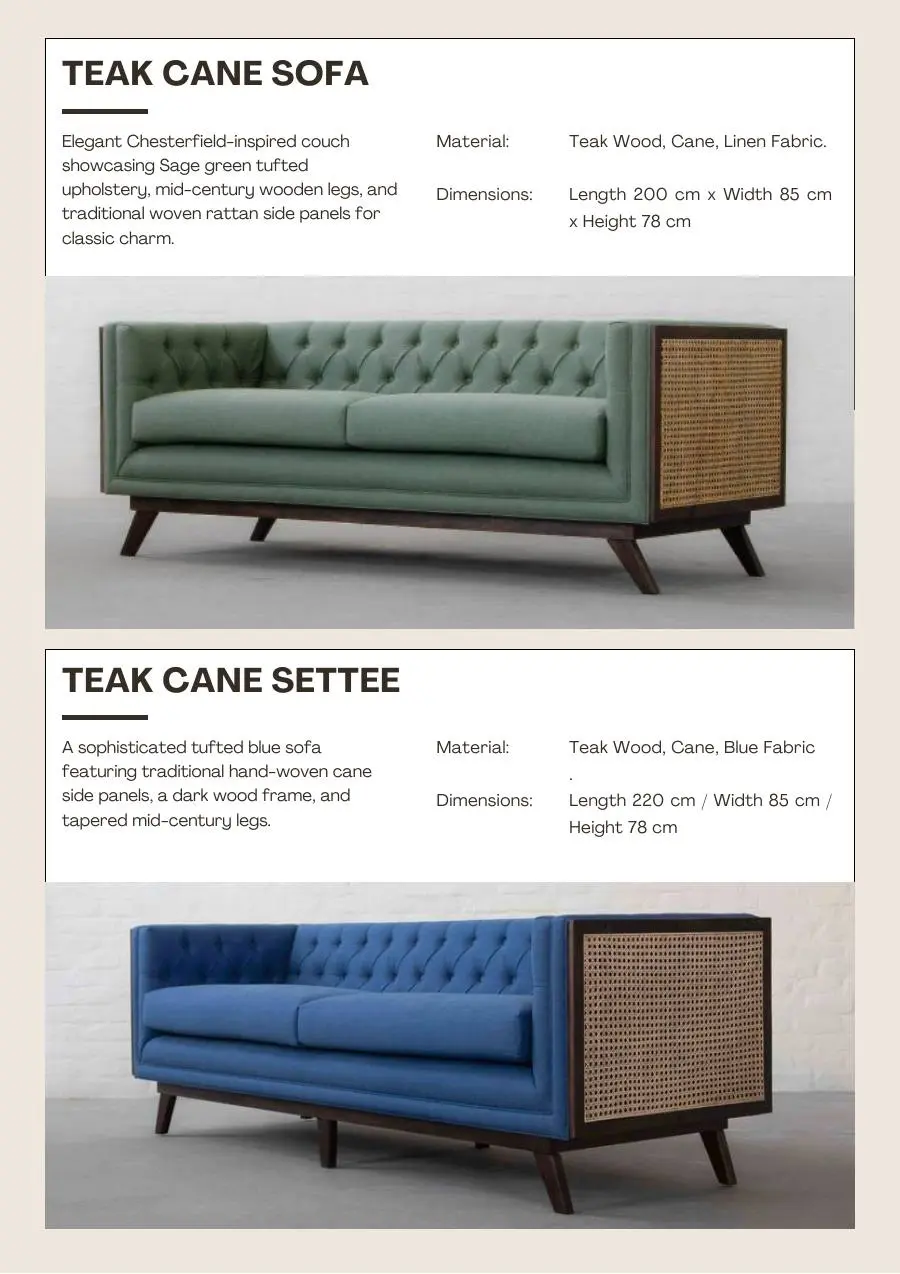 TEAK CANE SOFA
Elegant Chesterfield-inspired couch
showcasing Sage green tufted
upholstery, mid-century wooden legs, and
traditional woven rattan side panels for
classic charm.
Material: Teak Wood, Cane, Linen Fabric.
Dimensions: Length 200 cm x Width 85 cm
x Height 78 cm
TEAK CANE SETTEE
A sophisticated tufted blue sofa
featuring traditional hand-woven cane
side panels, a dark wood frame, and
tapered mid-century legs.
Material: Teak Wood, Cane, Blue Fabric
.
Dimensions: Length 220 cm / Width 85 cm /
Height 78 cm